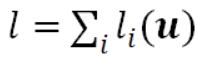 l = ∑ᵢ lᵢ(𝒖)